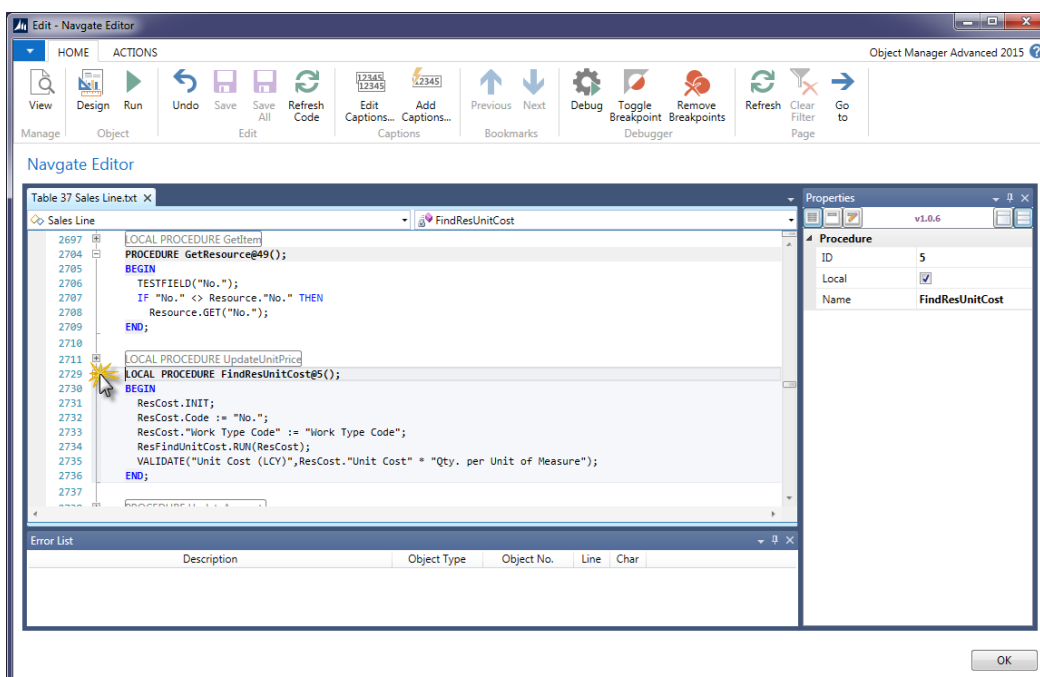 Edit - Navgate Editor
HOME ACTIONS Object Manager Advanced 2015
View Design Run Undo Save Save All Refresh Code Edit Captions... Add Captions... Previous Next Debug Toggle Breakpoint Remove Breakpoints Refresh Clear Filter Go to
Manage Object Edit Captions Bookmarks Debugger Page
Navgate Editor
Table 37 Sales Line.txt
Sales Line FindResUnitCost
2697 LOCAL PROCEDURE GetItem
2704 PROCEDURE GetResource@49();
2705 BEGIN
2706 TESTFIELD("No.");
2707 IF "No." <> Resource."No." THEN
2708 Resource.GET("No.");
2709 END;
2710
2711 LOCAL PROCEDURE UpdateUnitPrice
2729 LOCAL PROCEDURE FindResUnitCost@5();
2730 BEGIN
2731 ResCost.INIT;
2732 ResCost.Code := "No.";
2733 ResCost."Work Type Code" := "Work Type Code";
2734 ResFindUnitCost.RUN(ResCost);
2735 VALIDATE("Unit Cost (LCY)",ResCost."Unit Cost" * "Qty. per Unit of Measure");
2736 END;
2737
Properties
v1.0.6
Procedure
ID 5
Local
Name FindResUnitCost
Error List
Description Object Type Object No. Line Char
OK